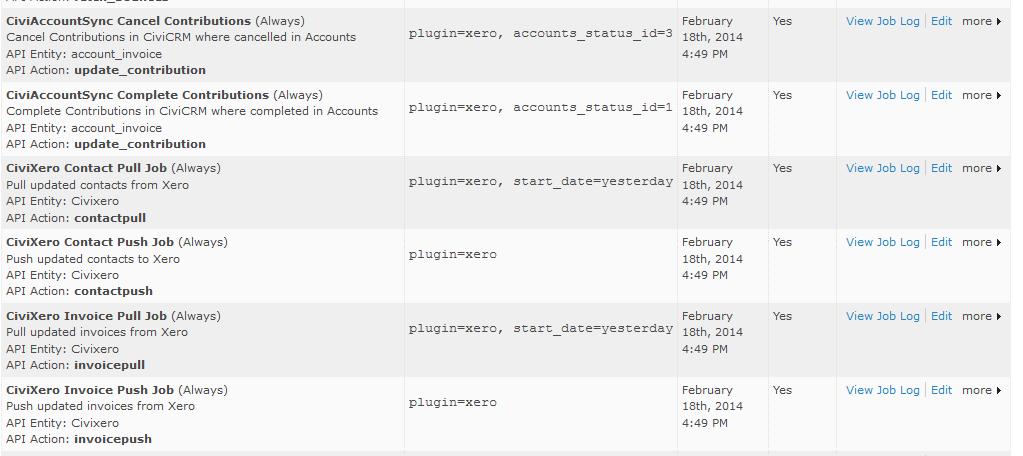 CiviAccountSync Cancel Contributions (Always)
Cancel Contributions in CiviCRM where cancelled in Accounts
API Entity: account_invoice
API Action: update_contribution
plugin=xero, accounts_status_id=3
February
18th, 2014
4:49 PM
Yes
View Job Log Edit more
CiviAccountSync Complete Contributions (Always)
Complete Contributions in CiviCRM where completed in Accounts
API Entity: account_invoice
API Action: update_contribution
plugin=xero, accounts_status_id=1
February
18th, 2014
4:49 PM
Yes
View Job Log Edit more
CiviXero Contact Pull Job (Always)
Pull updated contacts from Xero
API Entity: Civixero
API Action: contactpull
plugin=xero, start_date=yesterday
February
18th, 2014
4:49 PM
Yes
View Job Log Edit more
CiviXero Contact Push Job (Always)
Push updated contacts to Xero
API Entity: Civixero
API Action: contactpush
plugin=xero
February
18th, 2014
4:49 PM
Yes
View Job Log Edit more
CiviXero Invoice Pull Job (Always)
Pull updated invoices from Xero
API Entity: Civixero
API Action: invoicepull
plugin=xero, start_date=yesterday
February
18th, 2014
4:49 PM
Yes
View Job Log Edit more
CiviXero Invoice Push Job (Always)
Push updated invoices from Xero
API Entity: Civixero
API Action: invoicepush
plugin=xero
February
18th, 2014
4:49 PM
Yes
View Job Log Edit more